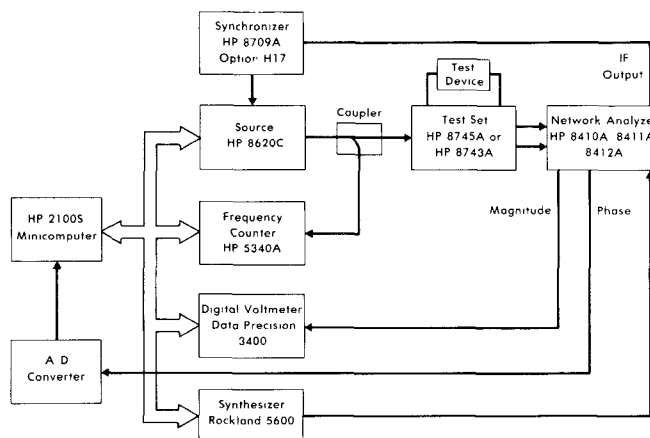 Synchronizer
HP 8709A
Option H17
IF
Output
Test
Device
Coupler
Source
HP 8620C
Test Set
HP 8745A or
HP 8743A
Network Analyze
HP 8410A 8411A
8412A
HP 2100S
Minicomputer
Frequency
Counter
HP 5340A
Magnitude
Phase
Digital Voltmeter
Data Precision
3400
A D
Converter
Synthesizer
Rockland 5600